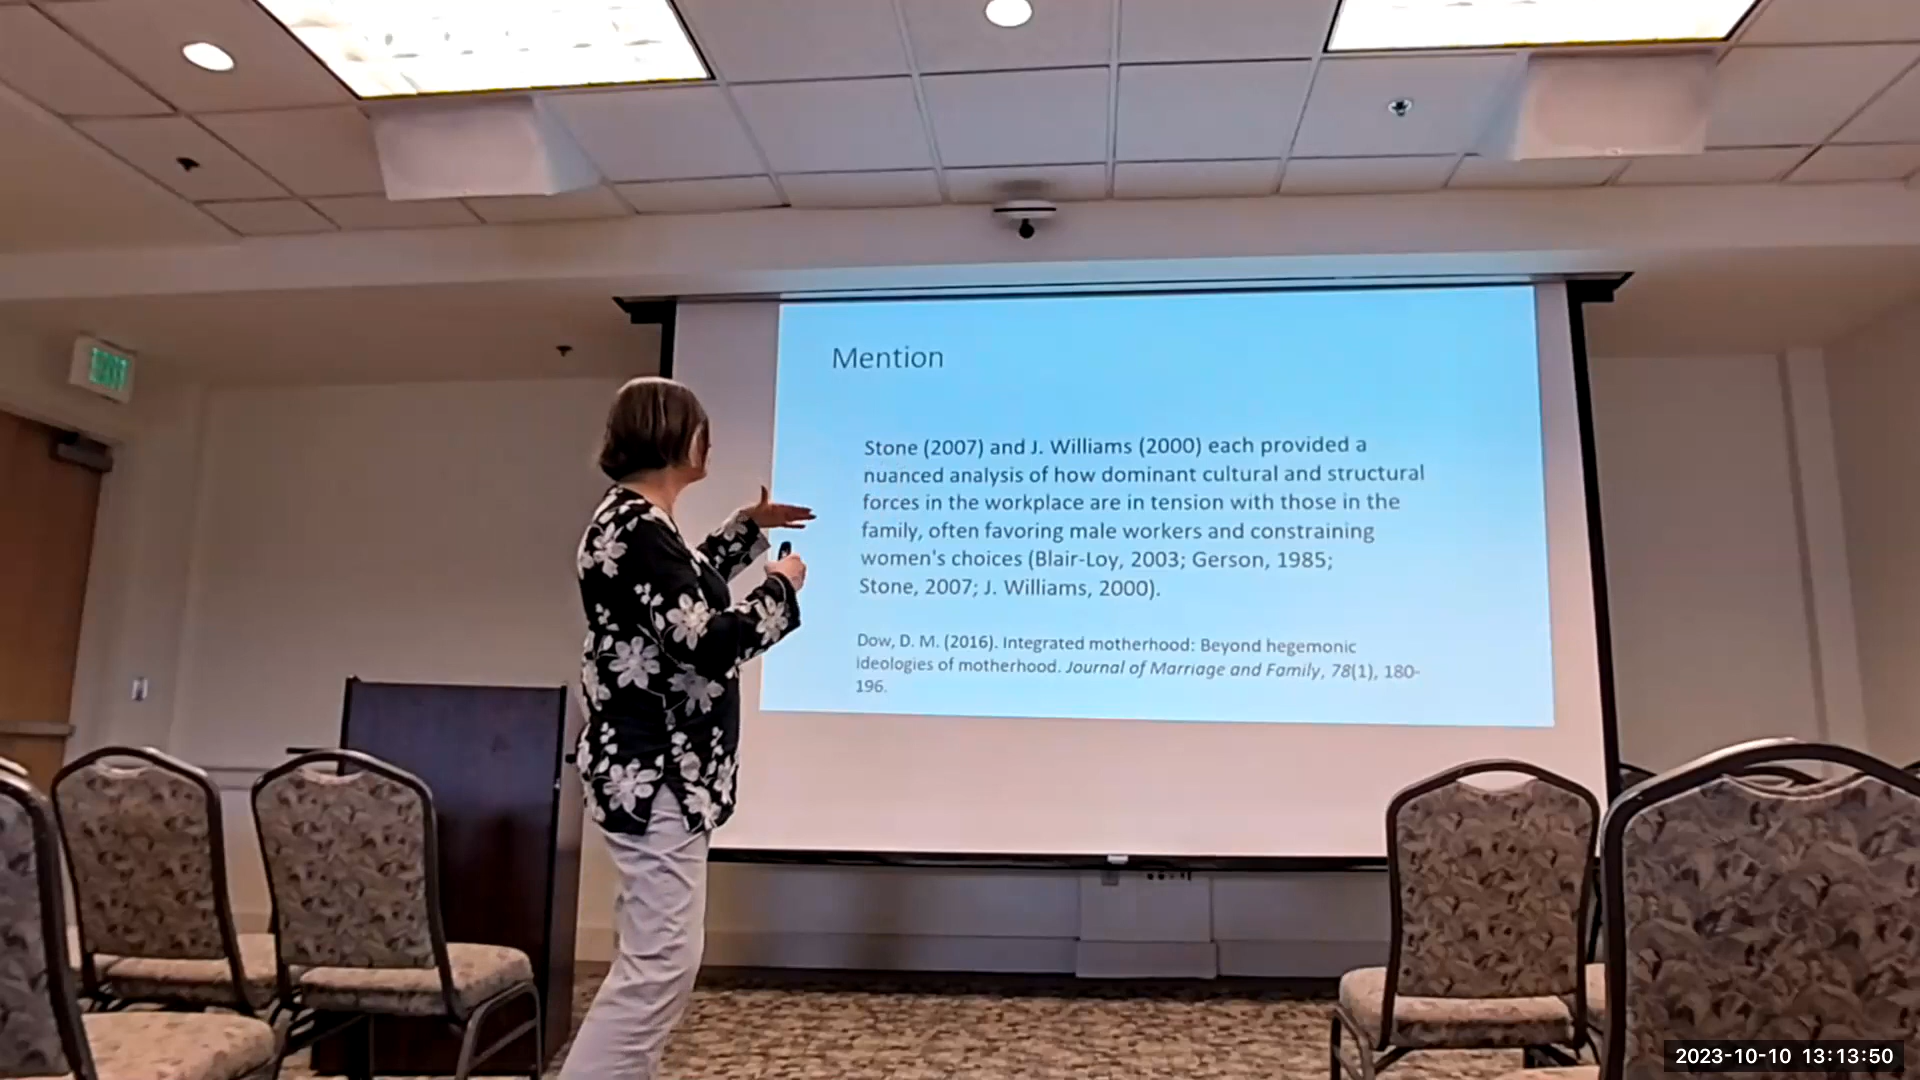 Mention
Stone (2007) and J. Williams (2000) each provided a
nuanced analysis of how dominant cultural and structural
forces in the workplace are in tension with those in the
family, often favoring male workers and constraining
women's choices (Blair-Loy, 2003; Gerson, 1985;
Stone, 2007; J. Williams, 2000).
Dow, D. M. (2016). Integrated motherhood: Beyond hegemonic
ideologies of motherhood. Journal of Marriage and Family, 78(1), 180-
196.
2023-10-10 13:13:50